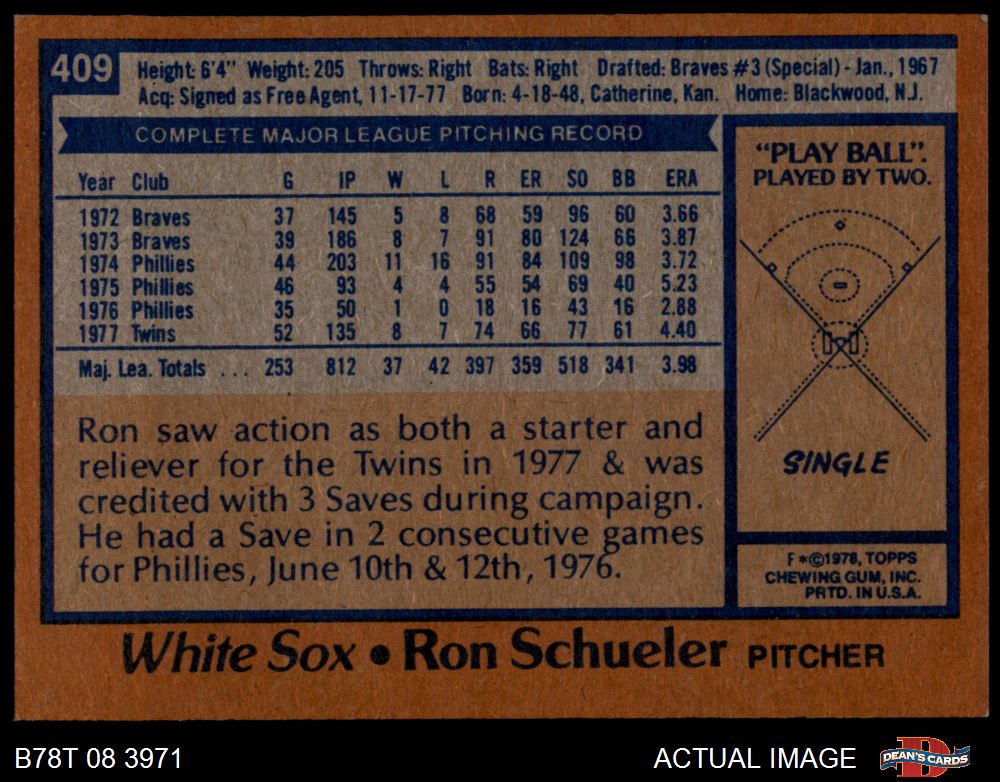 409
Height: 6'4" Weight: 205 Throws: Right Bats: Right Drafted: Braves #3 (Special) - Jan., 1967
Acq: Signed as Free Agent, 11-17-77 Born: 4-18-48, Catherine, Kan. Home: Blackwood, N.J.
COMPLETE MAJOR LEAGUE PITCHING RECORD
Year Club G IP W L R ER SO BB ERA
1972 Braves 37 145 5 8 68 59 96 60 3.66
1973 Braves 39 186 8 7 91 80 124 66 3.87
1974 Phillies 44 203 11 16 91 84 109 98 3.72
1975 Phillies 46 93 4 4 55 54 69 40 5.23
1976 Phillies 35 50 1 0 18 16 43 16 2.88
1977 Twins 52 135 8 7 74 66 77 61 4.40
Maj. Lea. Totals ... 253 812 37 42 397 359 518 341 3.98
Ron saw action as both a starter and
reliever for the Twins in 1977 & was
credited with 3 Saves during campaign.
He had a Save in 2 consecutive games
for Phillies, June 10th & 12th, 1976.
"PLAY BALL".
PLAYED BY TWO.
SINGLE
F*©1978, TOPPS
CHEWING GUM, INC.
PRTD. IN U.S.A.
White Sox • Ron Schueler PITCHER
B78T 08 3971
ACTUAL IMAGE
D
DEAN'S CARDS